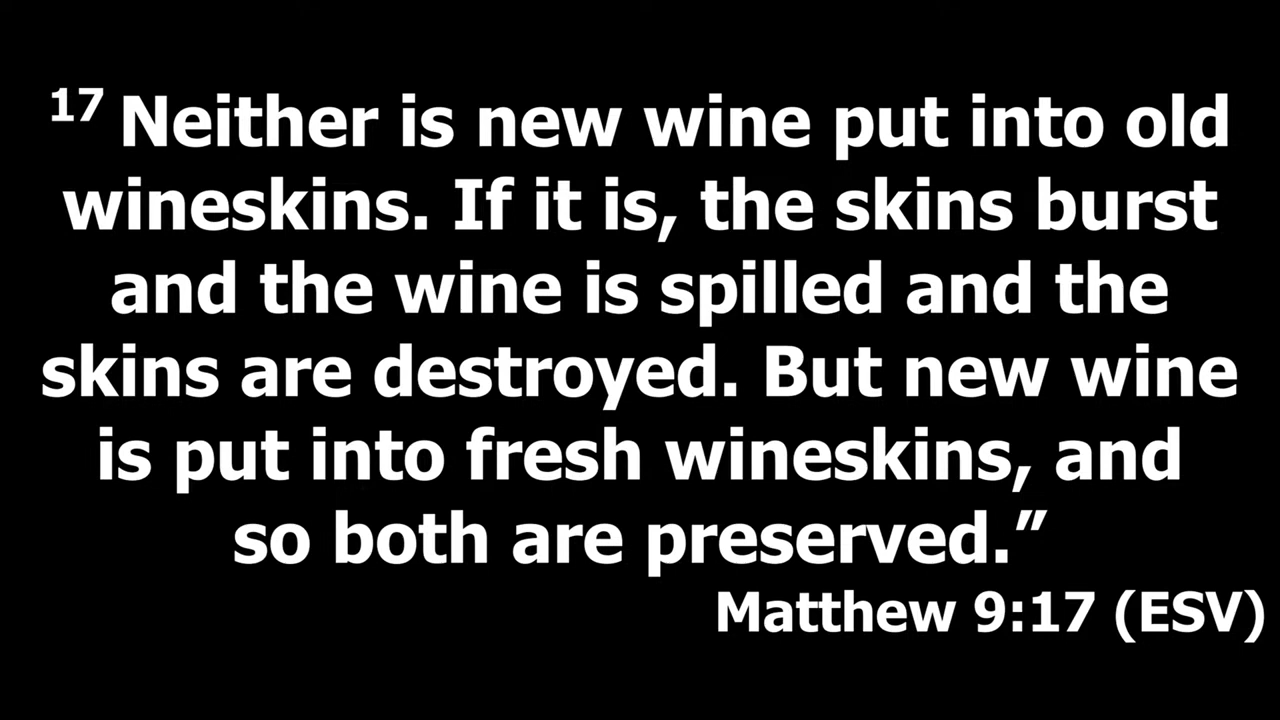 17 Neither is new wine put into old
wineskins. If it is, the skins burst
and the wine is spilled and the
skins are destroyed. But new wine
is put into fresh wineskins, and
so both are preserved.”
Matthew 9:17 (ESV)